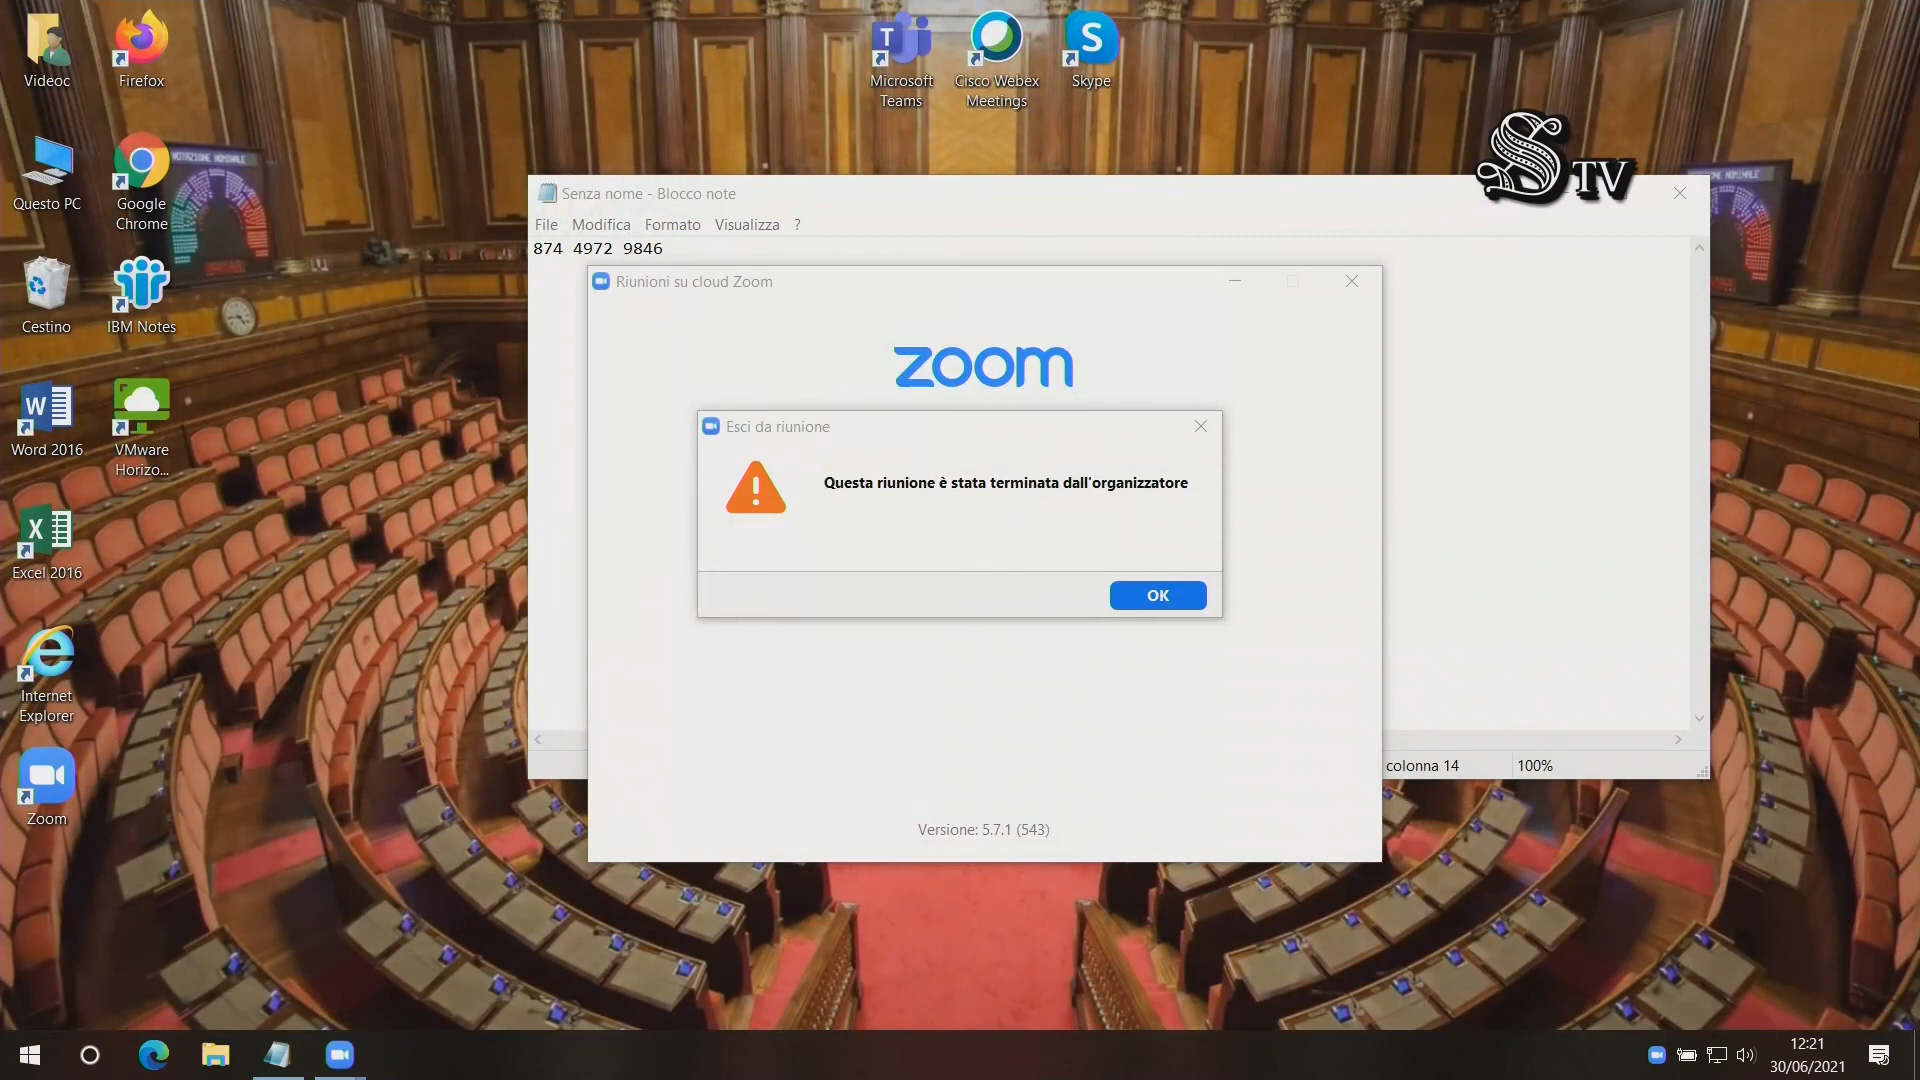 Videoc
Firefox
Microsoft
Teams
Cisco Webex
Meetings
Skype
Questo PC
Google
Chrome
Cestino
IBM Notes
Word 2016
VMware
Horizo...
Excel 2016
Internet
Explorer
Zoom
VOTAZIONE NOMINALE
S TV
Senza nome - Blocco note
File Modifica Formato Visualizza ?
874 4972 9846
Riunioni su cloud Zoom
zoom
Esci da riunione
Questa riunione è stata terminata dall'organizzatore
OK
Versione: 5.7.1 (543)
colonna 14
100%
12:21
30/06/2021